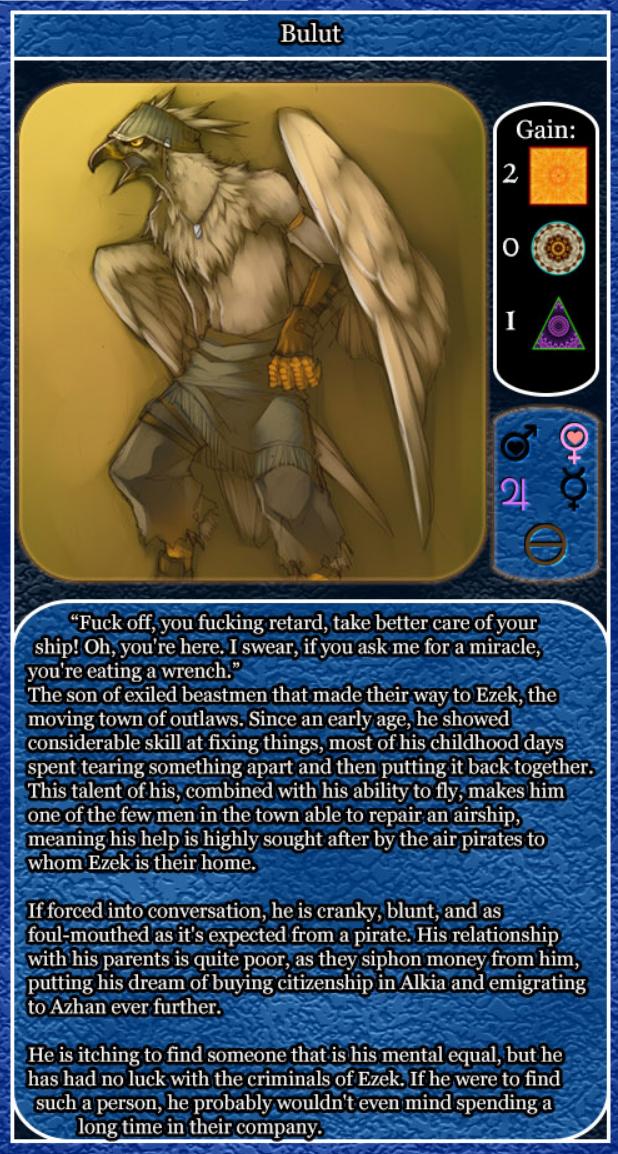 Bulut
Gain:
2
0
1
“Fuck off, you fucking retard, take better care of your
ship! Oh, you're here. I swear, if you ask me for a miracle,
you're eating a wrench.”
The son of exiled beastmen that made their way to Ezek, the
moving town of outlaws. Since an early age, he showed
considerable skill at fixing things, most of his childhood days
spent tearing something apart and then putting it back together.
This talent of his, combined with his ability to fly, makes him
one of the few men in the town able to repair an airship,
meaning his help is highly sought after by the air pirates to
whom Ezek is their home.
If forced into conversation, he is cranky, blunt, and as
foul-mouthed as it's expected from a pirate. His relationship
with his parents is quite poor, as they siphon money from him,
putting his dream of buying citizenship in Alkia and emigrating
to Azhan ever further.
He is itching to find someone that is his mental equal, but he
has had no luck with the criminals of Ezek. If he were to find
such a person, he probably wouldn't even mind spending a
long time in their company.